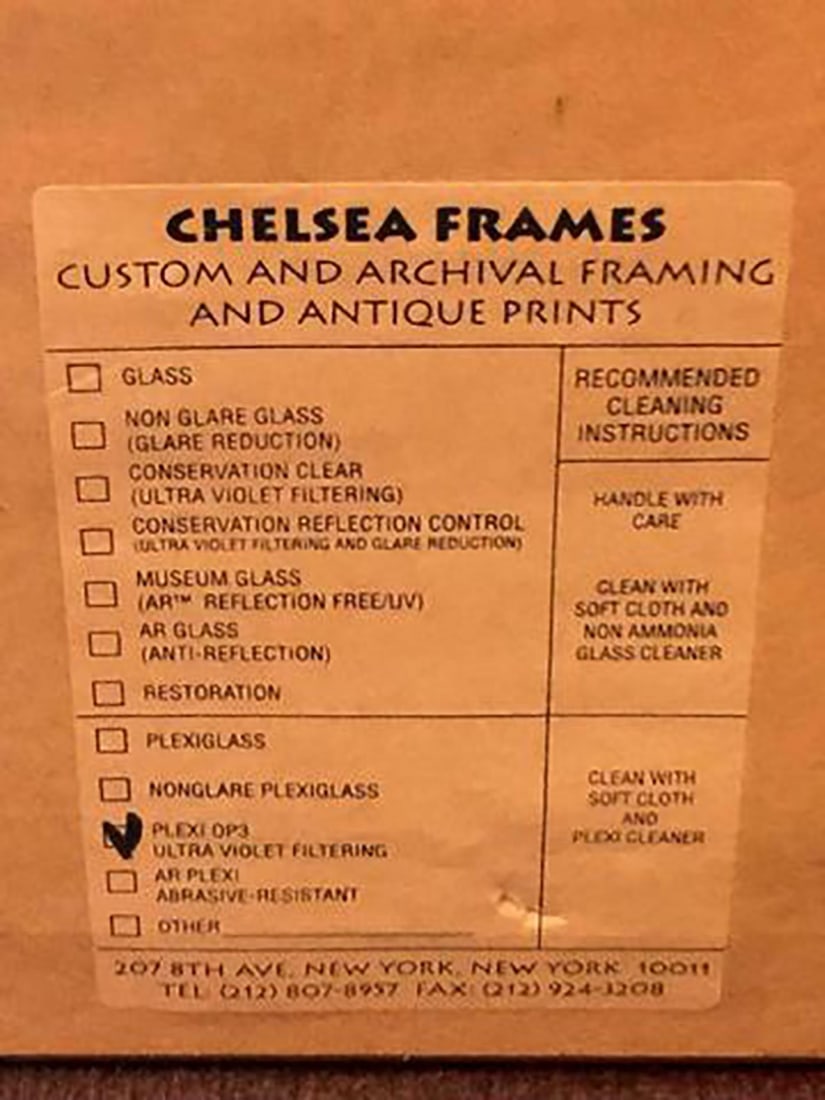 CHELSEA FRAMES
CUSTOM AND ARCHIVAL FRAMING
AND ANTIQUE PRINTS
GLASS
NON GLARE GLASS
(GLARE REDUCTION)
CONSERVATION CLEAR
(ULTRA VIOLET FILTERING)
CONSERVATION REFLECTION CONTROL
(ULTRA VIOLET FILTERING AND GLARE REDUCTION)
MUSEUM GLASS
(AR™ REFLECTION FREE/UV)
AR GLASS
(ANTI-REFLECTION)
RESTORATION
RECOMMENDED
CLEANING
INSTRUCTIONS
HANDLE WITH
CARE
CLEAN WITH
SOFT CLOTH AND
NON AMMONIA
GLASS CLEANER
PLEXIGLASS
NONGLARE PLEXIGLASS
PLEXI OP3
ULTRA VIOLET FILTERING
AR PLEXI
ABRASIVE-RESISTANT
OTHER
CLEAN WITH
SOFT CLOTH
AND
PLEXI CLEANER
207 8TH AVE, NEW YORK, NEW YORK 10011
TEL: (212) 807-8957 FAX: (212) 924-3208